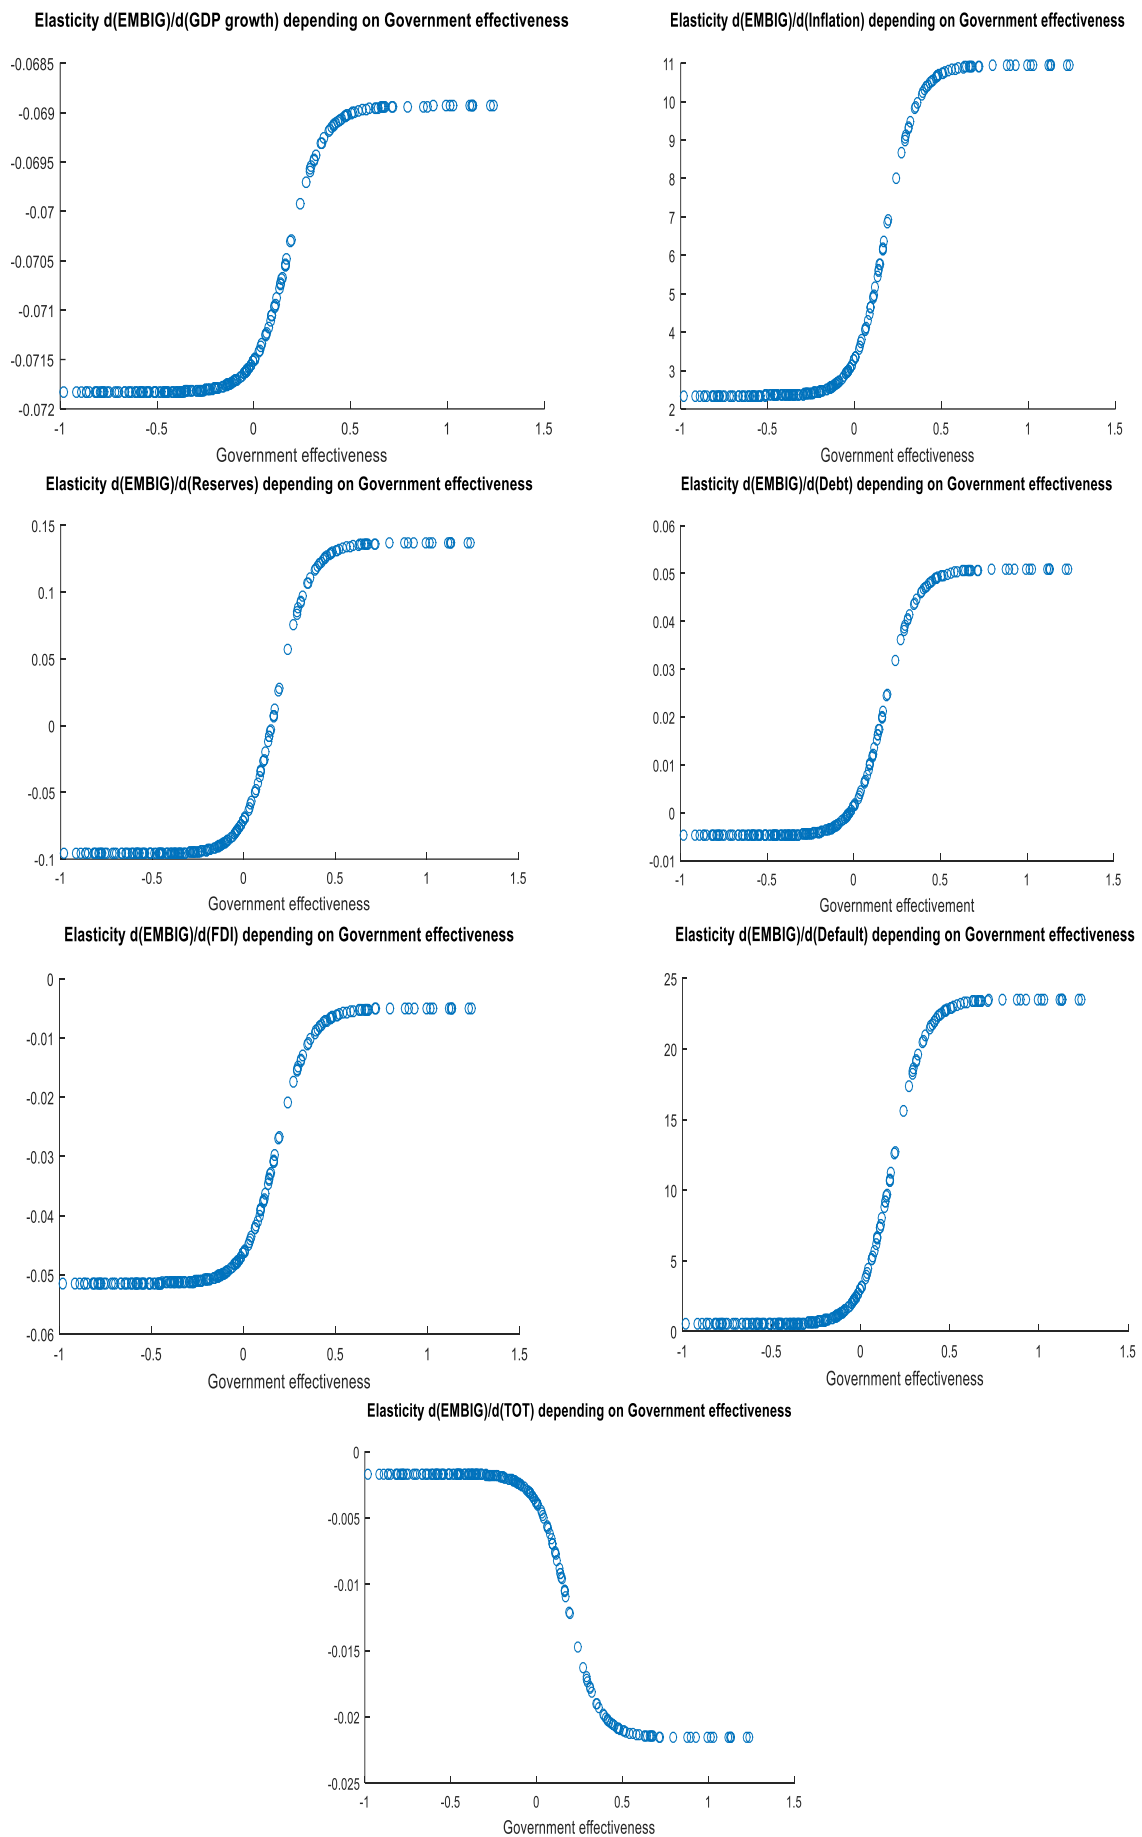 Elasticity d(EMBIG)/d(GDP growth) depending on Government effectiveness
-0.0685
-0.069
-0.0695
-0.07
-0.0705
-0.071
-0.0715
-0.072
-1 -0.5 0 0.5 1 1.5
Government effectiveness
Elasticity d(EMBIG)/d(Inflation) depending on Government effectiveness
11
10
9
8
7
6
5
4
3
2
-1 -0.5 0 0.5 1 1.5
Government effectiveness
Elasticity d(EMBIG)/d(Reserves) depending on Government effectiveness
0.15
0.1
0.05
0
-0.05
-0.1
-1 -0.5 0 0.5 1 1.5
Government effectiveness
Elasticity d(EMBIG)/d(Debt) depending on Government effectiveness
0.06
0.05
0.04
0.03
0.02
0.01
0
-0.01
-1 -0.5 0 0.5 1 1.5
Government effectivement
Elasticity d(EMBIG)/d(FDI) depending on Government effectiveness
0
-0.01
-0.02
-0.03
-0.04
-0.05
-0.06
-1 -0.5 0 0.5 1 1.5
Government effectiveness
Elasticity d(EMBIG)/d(Default) depending on Government effectiveness
25
20
15
10
5
0
-1 -0.5 0 0.5 1 1.5
Government effectiveness
Elasticity d(EMBIG)/d(TOT) depending on Government effectiveness
0
-0.005
-0.01
-0.015
-0.02
-0.025
-1 -0.5 0 0.5 1 1.5
Government effectiveness